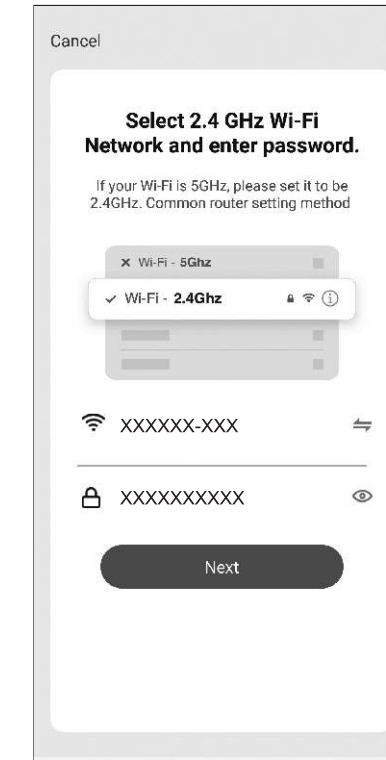 Cancel
Select 2.4 GHz Wi-Fi
Network and enter password.
If your Wi-Fi is 5GHz, please set it to be
2.4GHz. Common router setting method
Wi-Fi - 5Ghz
Wi-Fi - 2.4Ghz
XXXXXX-XXX
XXXXXXXXXX
Next